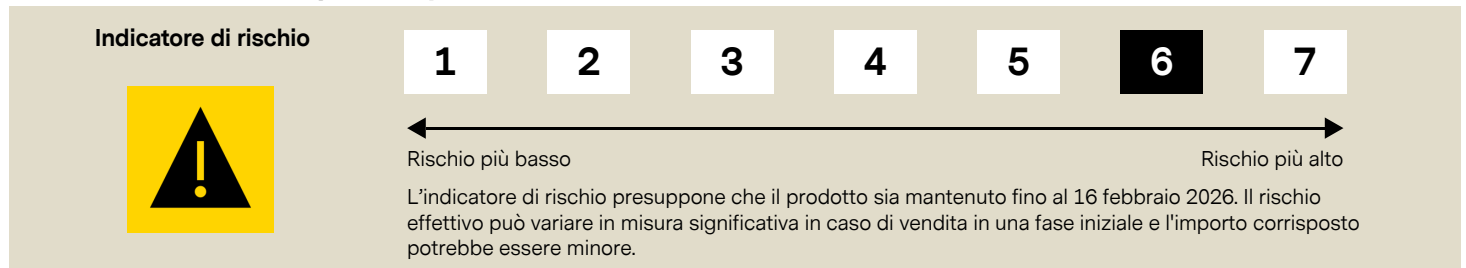 Indicatore di rischio
1 2 3 4 5 6 7
Rischio più basso Rischio più alto
L’indicatore di rischio presuppone che il prodotto sia mantenuto fino al 16 febbraio 2026. Il rischio
effettivo può variare in misura significativa in caso di vendita in una fase iniziale e l'importo corrisposto
potrebbe essere minore.